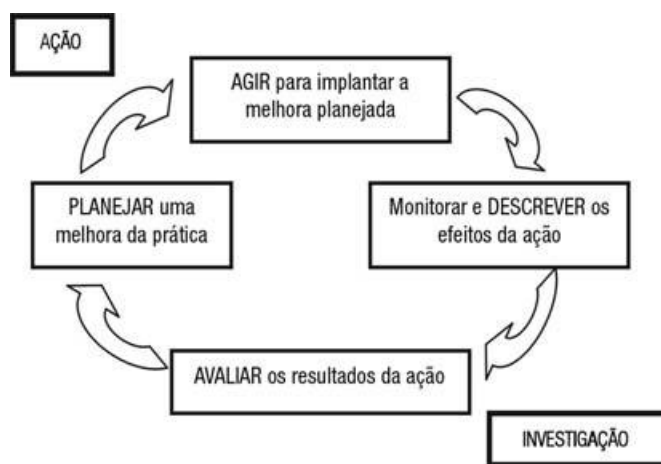 AÇÃO
AGIR para implantar a
melhora planejada
PLANEJAR uma
melhora da prática
Monitorar e DESCREVER os
efeitos da ação
AVALIAR os resultados da ação
INVESTIGAÇÃO